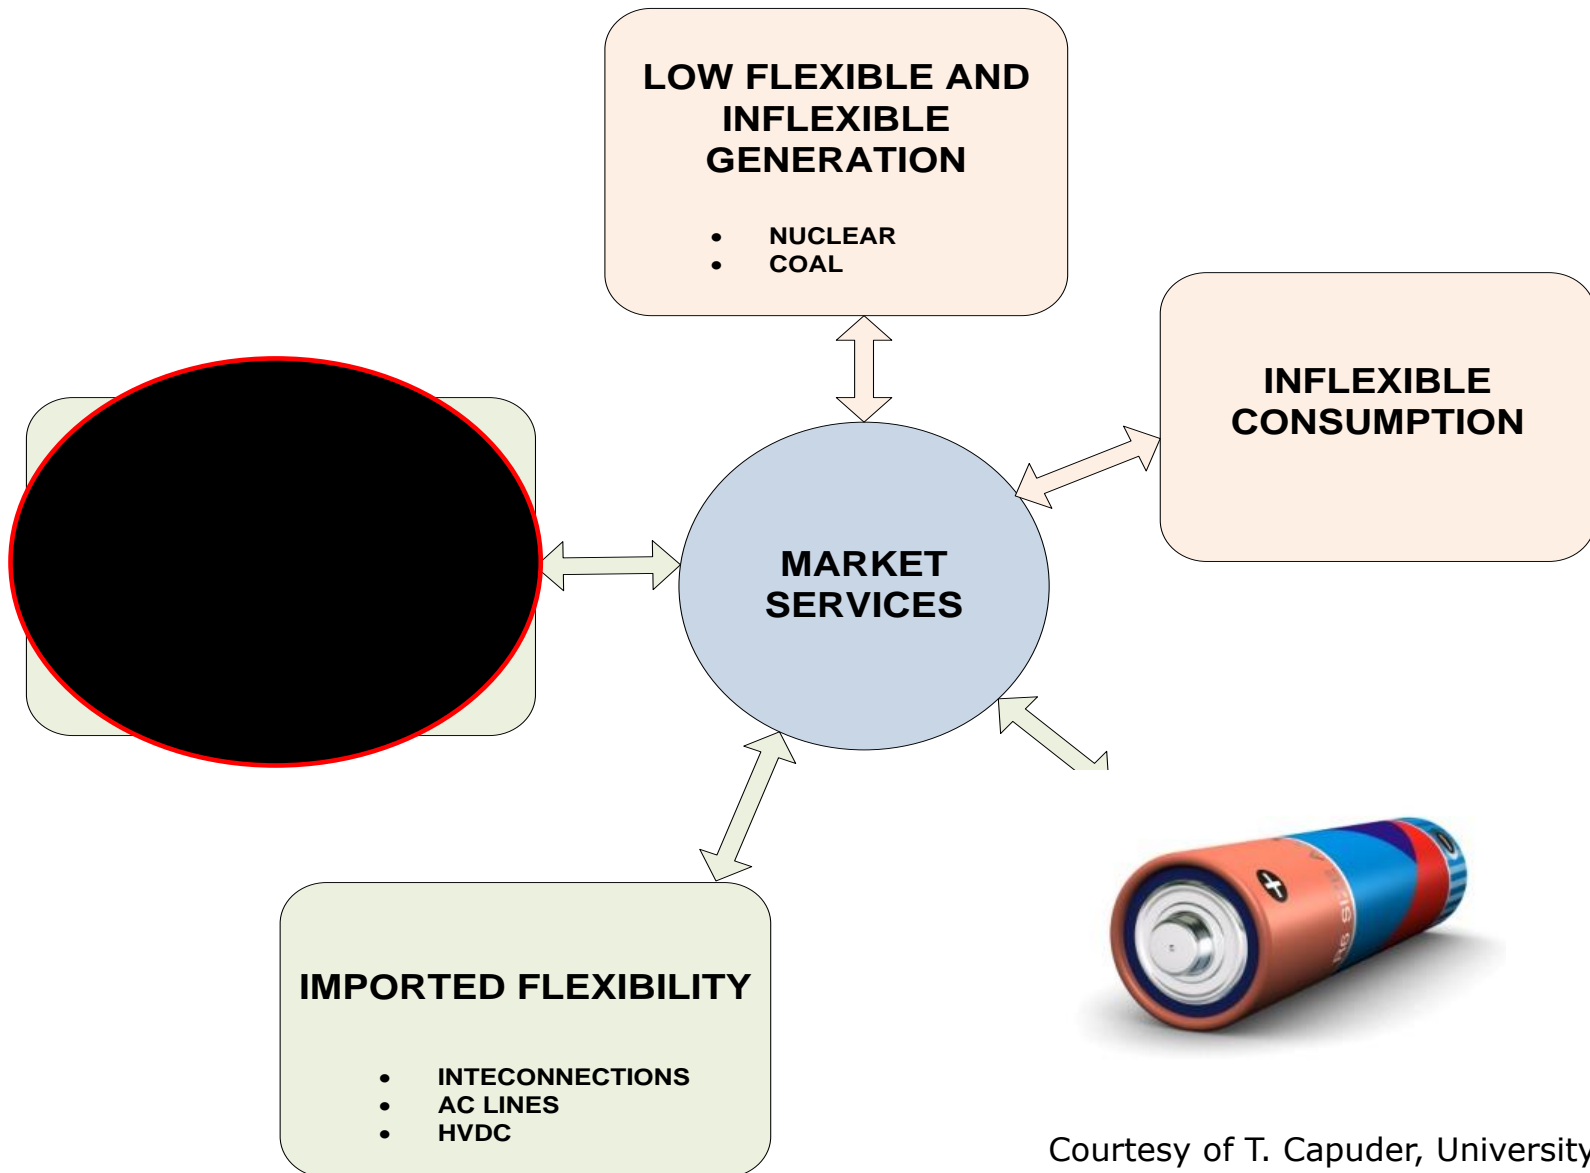 LOW FLEXIBLE AND
INFLEXIBLE
GENERATION
• NUCLEAR
• COAL
INFLEXIBLE
CONSUMPTION
MARKET
SERVICES
IMPORTED FLEXIBILITY
• INTECONNECTIONS
• AC LINES
• HVDC
Courtesy of T. Capuder, University